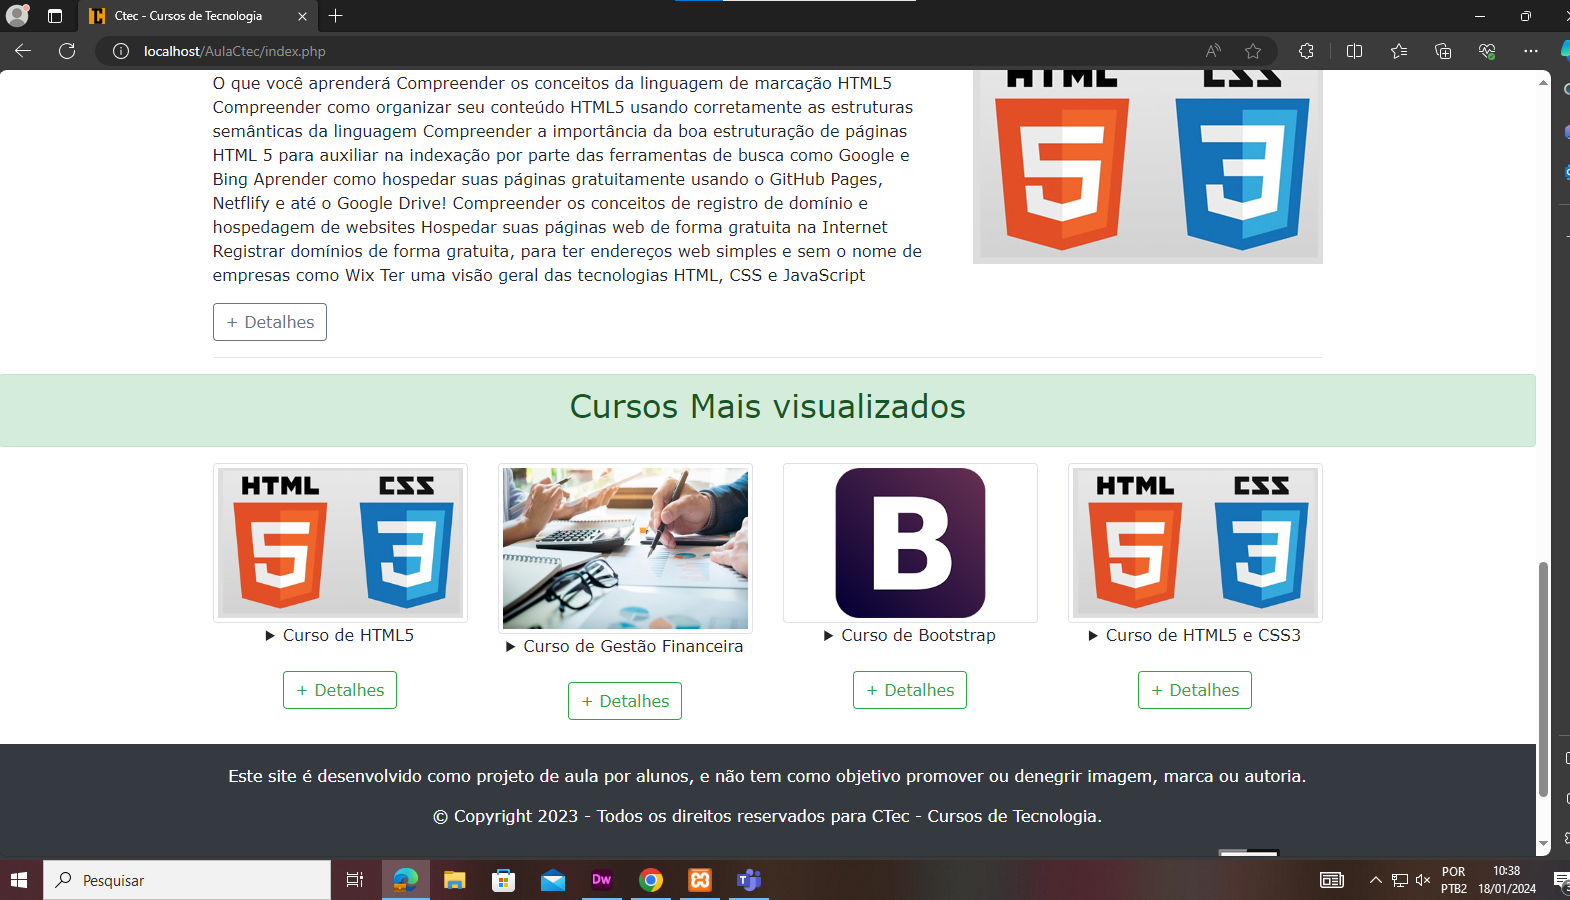 Ctec - Cursos de Tecnologia
localhost/AulaCtec/index.php
O que você aprenderá Compreender os conceitos da linguagem de marcação HTML5
Compreender como organizar seu conteúdo HTML5 usando corretamente as estruturas
semânticas da linguagem Compreender a importância da boa estruturação de páginas
HTML 5 para auxiliar na indexação por parte das ferramentas de busca como Google e
Bing Aprender como hospedar suas páginas gratuitamente usando o GitHub Pages,
Netflify e até o Google Drive! Compreender os conceitos de registro de domínio e
hospedagem de websites Hospedar suas páginas web de forma gratuita na Internet
Registrar domínios de forma gratuita, para ter endereços web simples e sem o nome de
empresas como Wix Ter uma visão geral das tecnologias HTML, CSS e JavaScript
HTML CSS
5 3
+ Detalhes
Cursos Mais visualizados
HTML CSS
5 3
Curso de HTML5
+ Detalhes
Curso de Gestão Financeira
+ Detalhes
B
Curso de Bootstrap
+ Detalhes
HTML CSS
5 3
Curso de HTML5 e CSS3
+ Detalhes
Este site é desenvolvido como projeto de aula por alunos, e não tem como objetivo promover ou denegrir imagem, marca ou autoria.
© Copyright 2023 - Todos os direitos reservados para CTec - Cursos de Tecnologia.
Pesquisar
Dw
POR
PTB2
10:38
18/01/2024